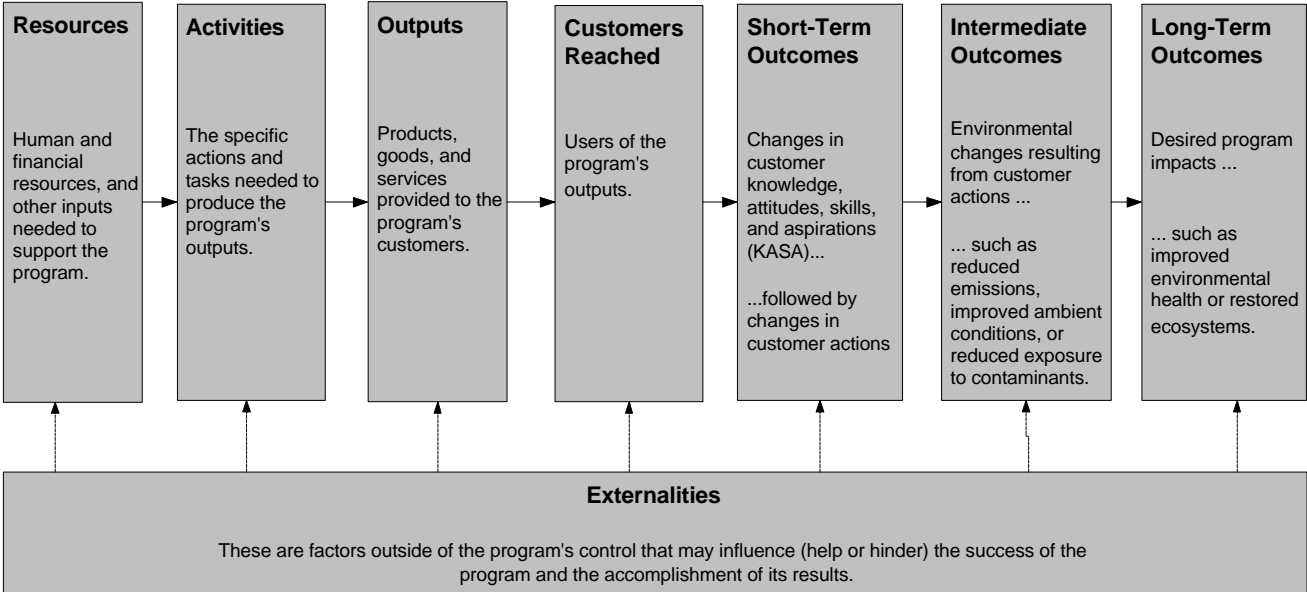 Resources
Human and
financial
resources, and
other inputs
needed to
support the
program.
Activities
The specific
actions and
tasks needed to
produce the
program's
outputs.
Outputs
Products,
goods, and
services
provided to the
program's
customers.
Customers
Reached
Users of the
program's
outputs.
Short-Term
Outcomes
Changes in
customer
knowledge,
attitudes, skills,
and aspirations
(KASA)...
...followed by
changes in
customer actions
Intermediate
Outcomes
Environmental
changes resulting
from customer
actions ...
... such as
reduced
emissions,
improved ambient
conditions, or
reduced exposure
to contaminants.
Long-Term
Outcomes
Desired program
impacts ...
... such as
improved
environmental
health or restored
ecosystems.
Externalities
These are factors outside of the program's control that may influence (help or hinder) the success of the
program and the accomplishment of its results.